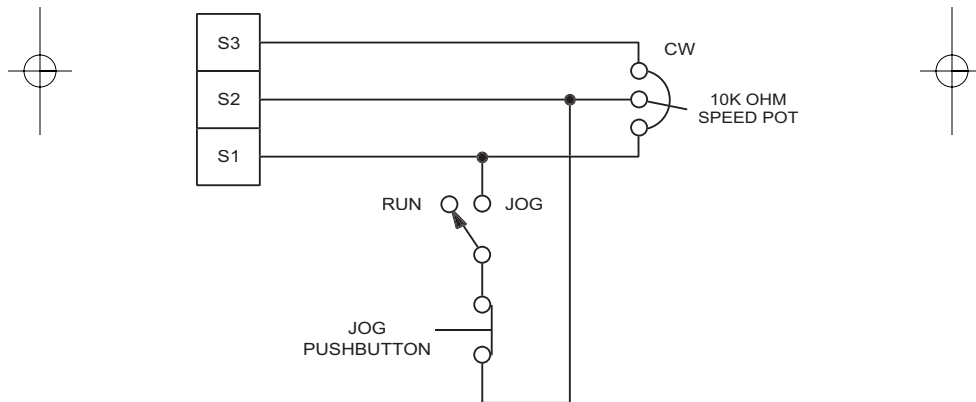 S3
CW
S2
10K OHM
SPEED POT
S1
RUN
JOG
JOG
PUSHBUTTON